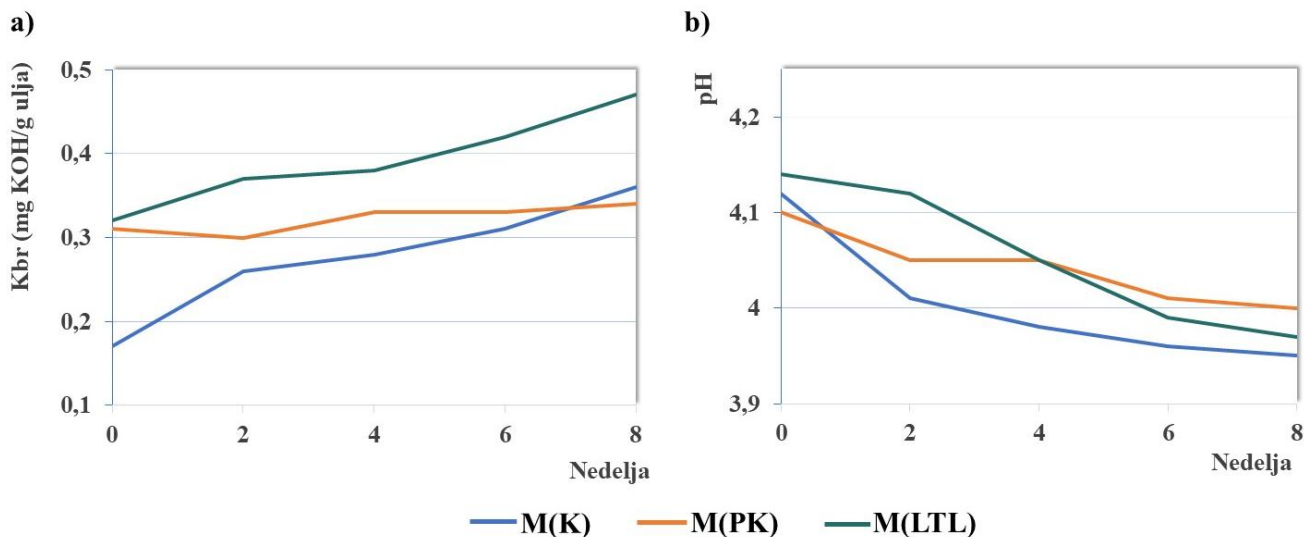 a)
Kbr (mg KOH/g ulja)
0,5
0,4
0,3
0,2
0,1
0 2 4 6 8
Nedelja
b)
pH
4,2
4,1
4
3,9
0 2 4 6 8
Nedelja
M(K) M(PK) M(LTL)